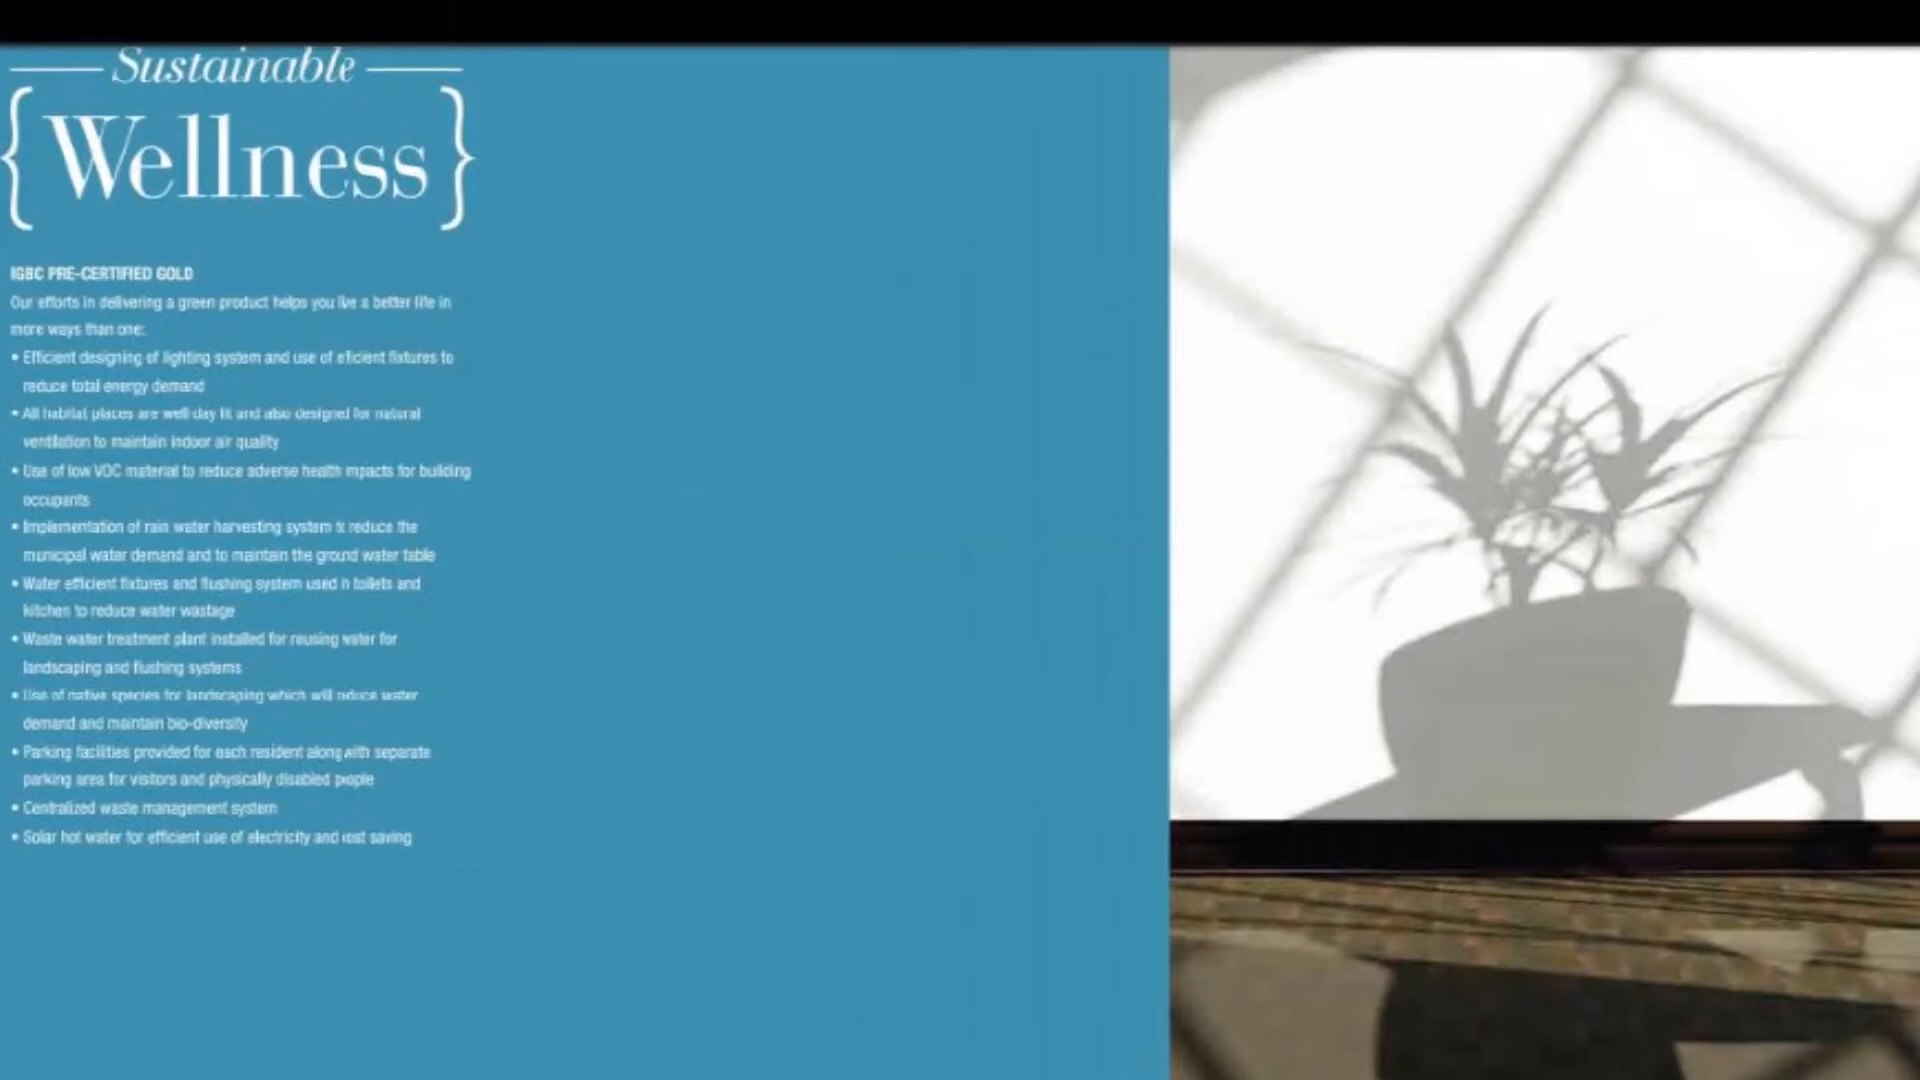 Sustainable
{Wellness}
IGBC PRE-CERTIFIED GOLD
Our efforts in delivering a green product helps you live a better life in
more ways than one:
• Efficient designing of lighting system and use of eficient fixtures to
reduce total energy demand
• All habital places are well day lit and also designed for natural
ventilation to maintain indoor air quality
• Use of low VOC material to reduce adverse health mpacts for building
occupants
• Implementation of rain water harvesting system to reduce the
municipal water demand and to maintain the ground water table
• Water efficient fixtures and flushing system used in toilets and
kitchen to reduce water wastage
• Waste water treatment plant installed for reusing water for
landscaping and flushing systems
• Use of native species for landscaping which will reduce water
demand and maintain bio-diversity
• Parking facilities provided for each resident along with separate
parking area for visitors and physically disabled people
• Centralized waste management system
• Solar hot water for efficient use of electricity and cost saving